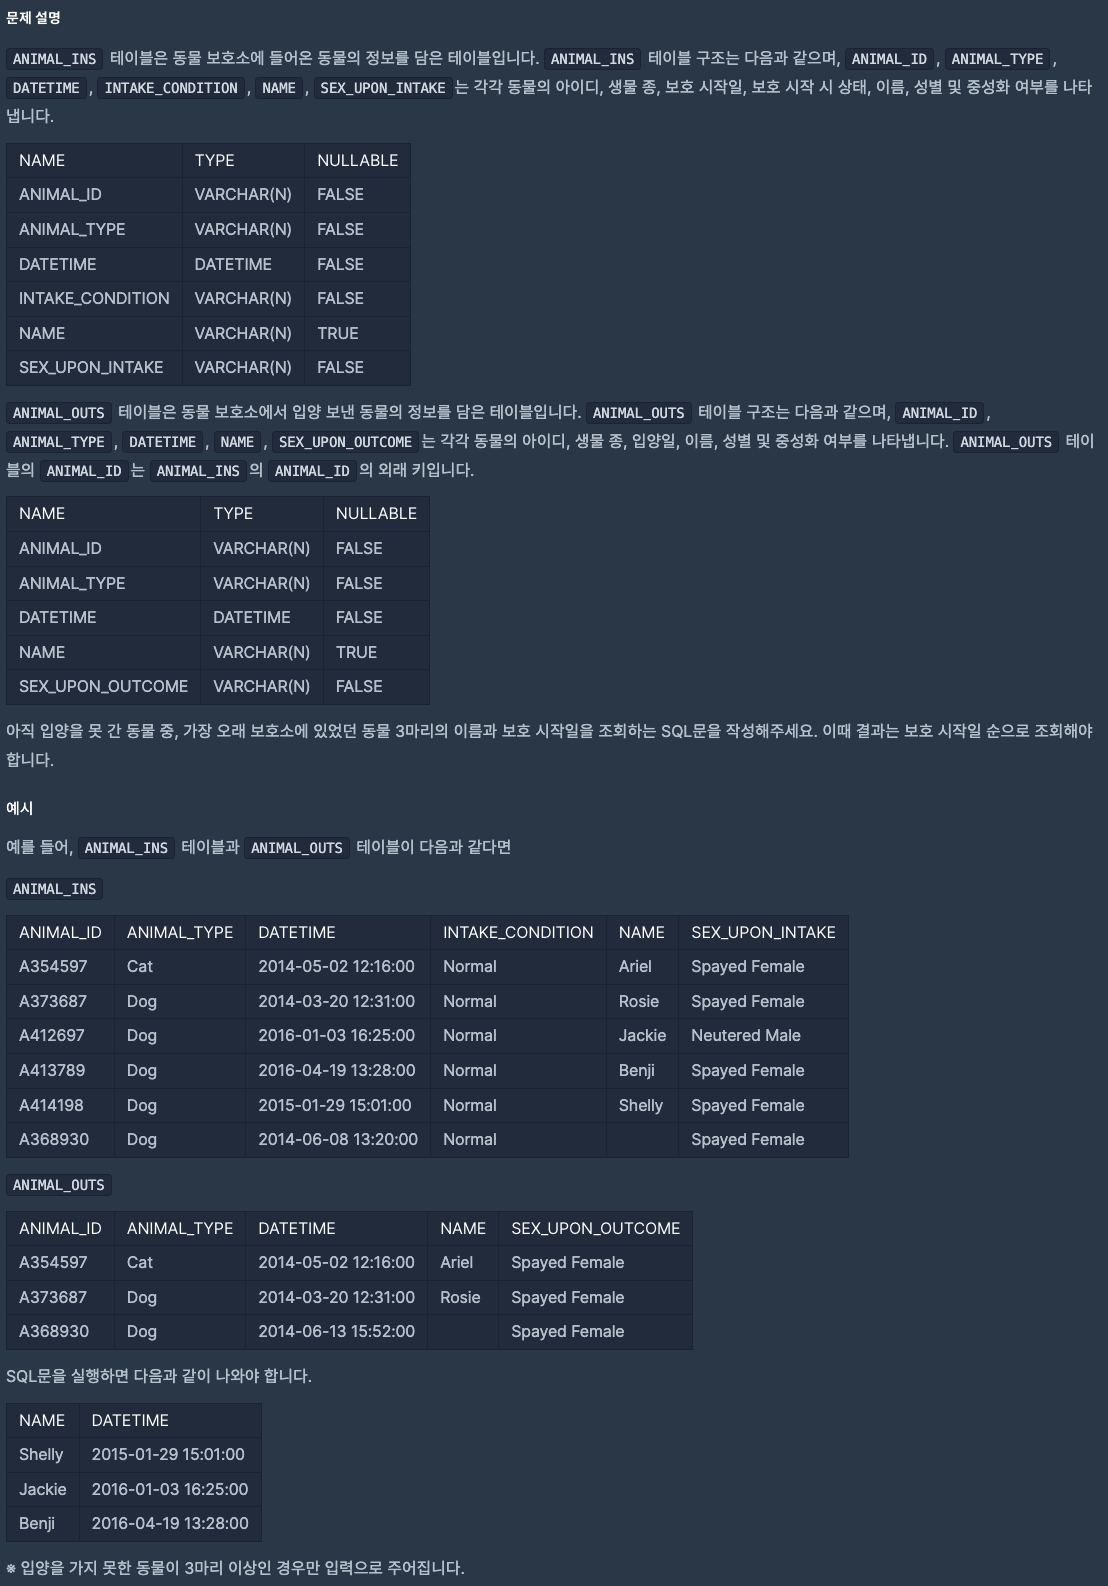 문제 설명
ANIMAL_INS 테이블은 동물 보호소에 들어온 동물의 정보를 담은 테이블입니다. ANIMAL_INS 테이블 구조는 다음과 같으며, ANIMAL_ID , ANIMAL_TYPE ,
DATETIME , INTAKE_CONDITION , NAME , SEX_UPON_INTAKE 는 각각 동물의 아이디, 생물 종, 보호 시작일, 보호 시작 시 상태, 이름, 성별 및 중성화 여부를 나타
냅니다.
NAME TYPE NULLABLE
ANIMAL_ID VARCHAR(N) FALSE
ANIMAL_TYPE VARCHAR(N) FALSE
DATETIME DATETIME FALSE
INTAKE_CONDITION VARCHAR(N) FALSE
NAME VARCHAR(N) TRUE
SEX_UPON_INTAKE VARCHAR(N) FALSE
ANIMAL_OUTS 테이블은 동물 보호소에서 입양 보낸 동물의 정보를 담은 테이블입니다. ANIMAL_OUTS 테이블 구조는 다음과 같으며, ANIMAL_ID ,
ANIMAL_TYPE , DATETIME , NAME , SEX_UPON_OUTCOME 는 각각 동물의 아이디, 생물 종, 입양일, 이름, 성별 및 중성화 여부를 나타냅니다. ANIMAL_OUTS 테이
블의 ANIMAL_ID 는 ANIMAL_INS 의 ANIMAL_ID 의 외래 키입니다.
NAME TYPE NULLABLE
ANIMAL_ID VARCHAR(N) FALSE
ANIMAL_TYPE VARCHAR(N) FALSE
DATETIME DATETIME FALSE
NAME VARCHAR(N) TRUE
SEX_UPON_OUTCOME VARCHAR(N) FALSE
아직 입양을 못 간 동물 중, 가장 오래 보호소에 있었던 동물 3마리의 이름과 보호 시작일을 조회하는 SQL문을 작성해주세요. 이때 결과는 보호 시작일 순으로 조회해야
합니다.
예시
예를 들어, ANIMAL_INS 테이블과 ANIMAL_OUTS 테이블이 다음과 같다면
ANIMAL_INS
ANIMAL_ID ANIMAL_TYPE DATETIME INTAKE_CONDITION NAME SEX_UPON_INTAKE
A354597 Cat 2014-05-02 12:16:00 Normal Ariel Spayed Female
A373687 Dog 2014-03-20 12:31:00 Normal Rosie Spayed Female
A412697 Dog 2016-01-03 16:25:00 Normal Jackie Neutered Male
A413789 Dog 2016-04-19 13:28:00 Normal Benji Spayed Female
A414198 Dog 2015-01-29 15:01:00 Normal Shelly Spayed Female
A368930 Dog 2014-06-08 13:20:00 Normal Spayed Female
ANIMAL_OUTS
ANIMAL_ID ANIMAL_TYPE DATETIME NAME SEX_UPON_OUTCOME
A354597 Cat 2014-05-02 12:16:00 Ariel Spayed Female
A373687 Dog 2014-03-20 12:31:00 Rosie Spayed Female
A368930 Dog 2014-06-13 15:52:00 Spayed Female
SQL문을 실행하면 다음과 같이 나와야 합니다.
NAME DATETIME
Shelly 2015-01-29 15:01:00
Jackie 2016-01-03 16:25:00
Benji 2016-04-19 13:28:00
※ 입양을 가지 못한 동물이 3마리 이상인 경우만 입력으로 주어집니다.